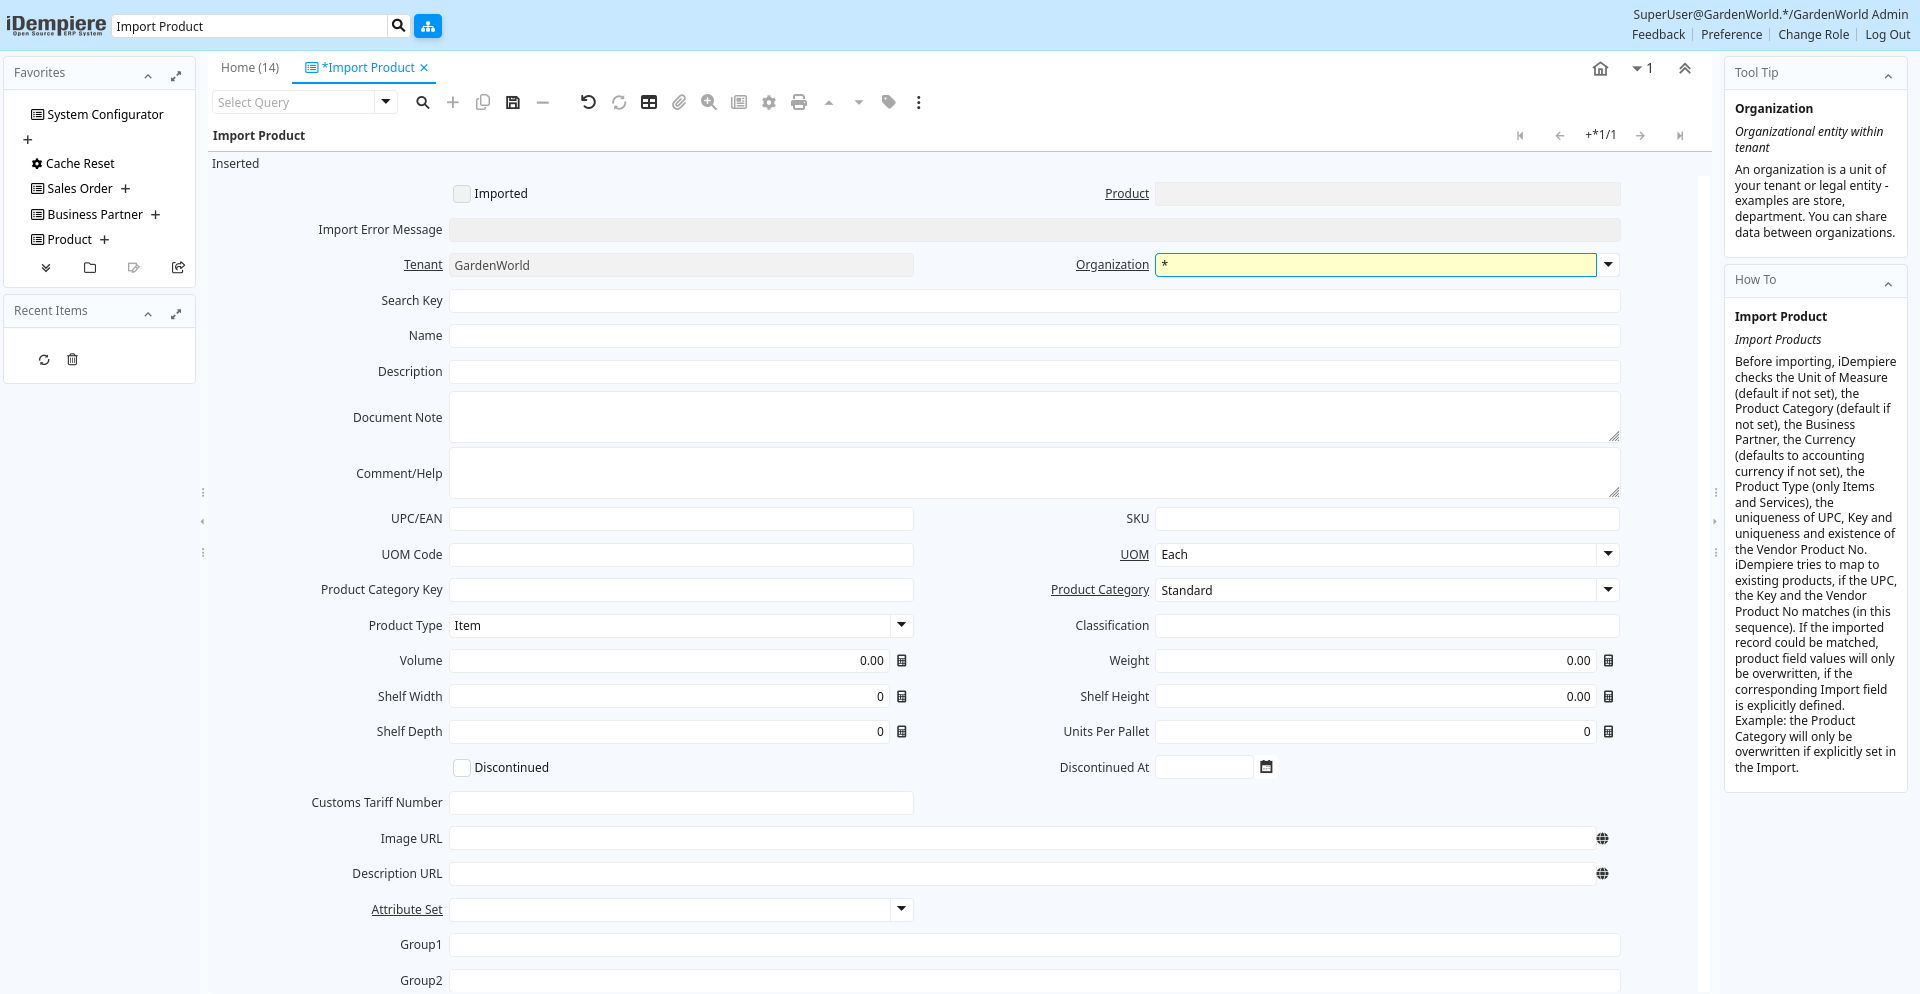 iDempiere
Open Source ERP System
Import Product
SuperUser@GardenWorld.*/GardenWorld Admin
Feedback
Preference
Change Role
Log Out
Favorites
System Configurator
Cache Reset
Sales Order
Business Partner
Product
Recent Items
Home (14)
*Import Product
1
Select Query
Import Product
+*1/1
Inserted
Imported
Product
Import Error Message
Tenant GardenWorld
Organization *
Search Key
Name
Description
Document Note
Comment/Help
UPC/EAN
SKU
UOM Code
UOM Each
Product Category Key
Product Category Standard
Product Type Item
Classification
Volume 0.00
Weight 0.00
Shelf Width 0
Shelf Height 0.00
Shelf Depth 0
Units Per Pallet 0
Discontinued
Discontinued At
Customs Tariff Number
Image URL
Description URL
Attribute Set
Group1
Group2
Tool Tip
Organization
Organizational entity within
tenant
An organization is a unit of
your tenant or legal entity -
examples are store,
department. You can share
data between organizations.
How To
Import Product
Import Products
Before importing, iDempiere
checks the Unit of Measure
(default if not set), the
Product Category (default if
not set), the Business
Partner, the Currency
(defaults to accounting
currency if not set), the
Product Type (only Items
and Services), the
uniqueness of UPC, Key and
uniqueness and existence of
the Vendor Product No.
iDempiere tries to map to
existing products, if the UPC,
the Key and the Vendor
Product No matches (in this
sequence). If the imported
record could be matched,
product field values will only
be overwritten, if the
corresponding Import field
is explicitly defined.
Example: the Product
Category will only be
overwritten if explicitly set in
the Import.